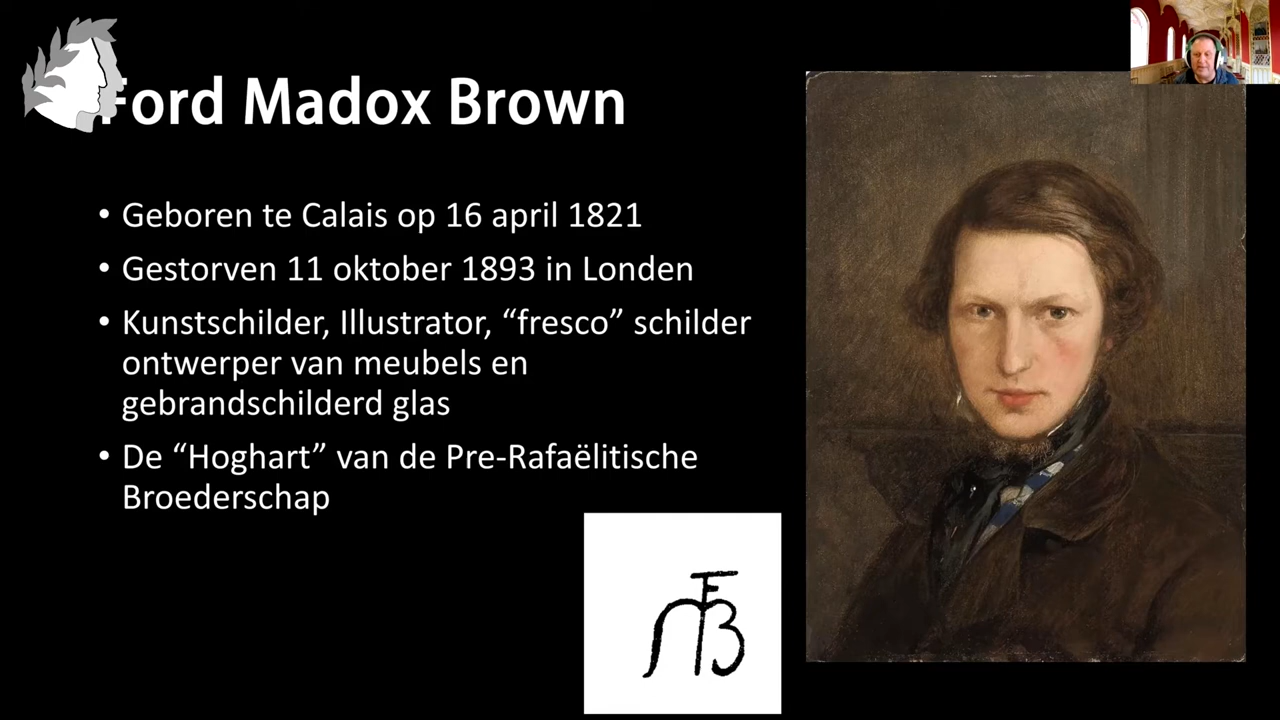 Ford Madox Brown
• Geboren te Calais op 16 april 1821
• Gestorven 11 oktober 1893 in Londen
• Kunstschilder, Illustrator, “fresco” schilder
ontwerper van meubels en
gebrandschilderd glas
• De “Hoghart” van de Pre-Rafaëlitische
Broederschap
FMB